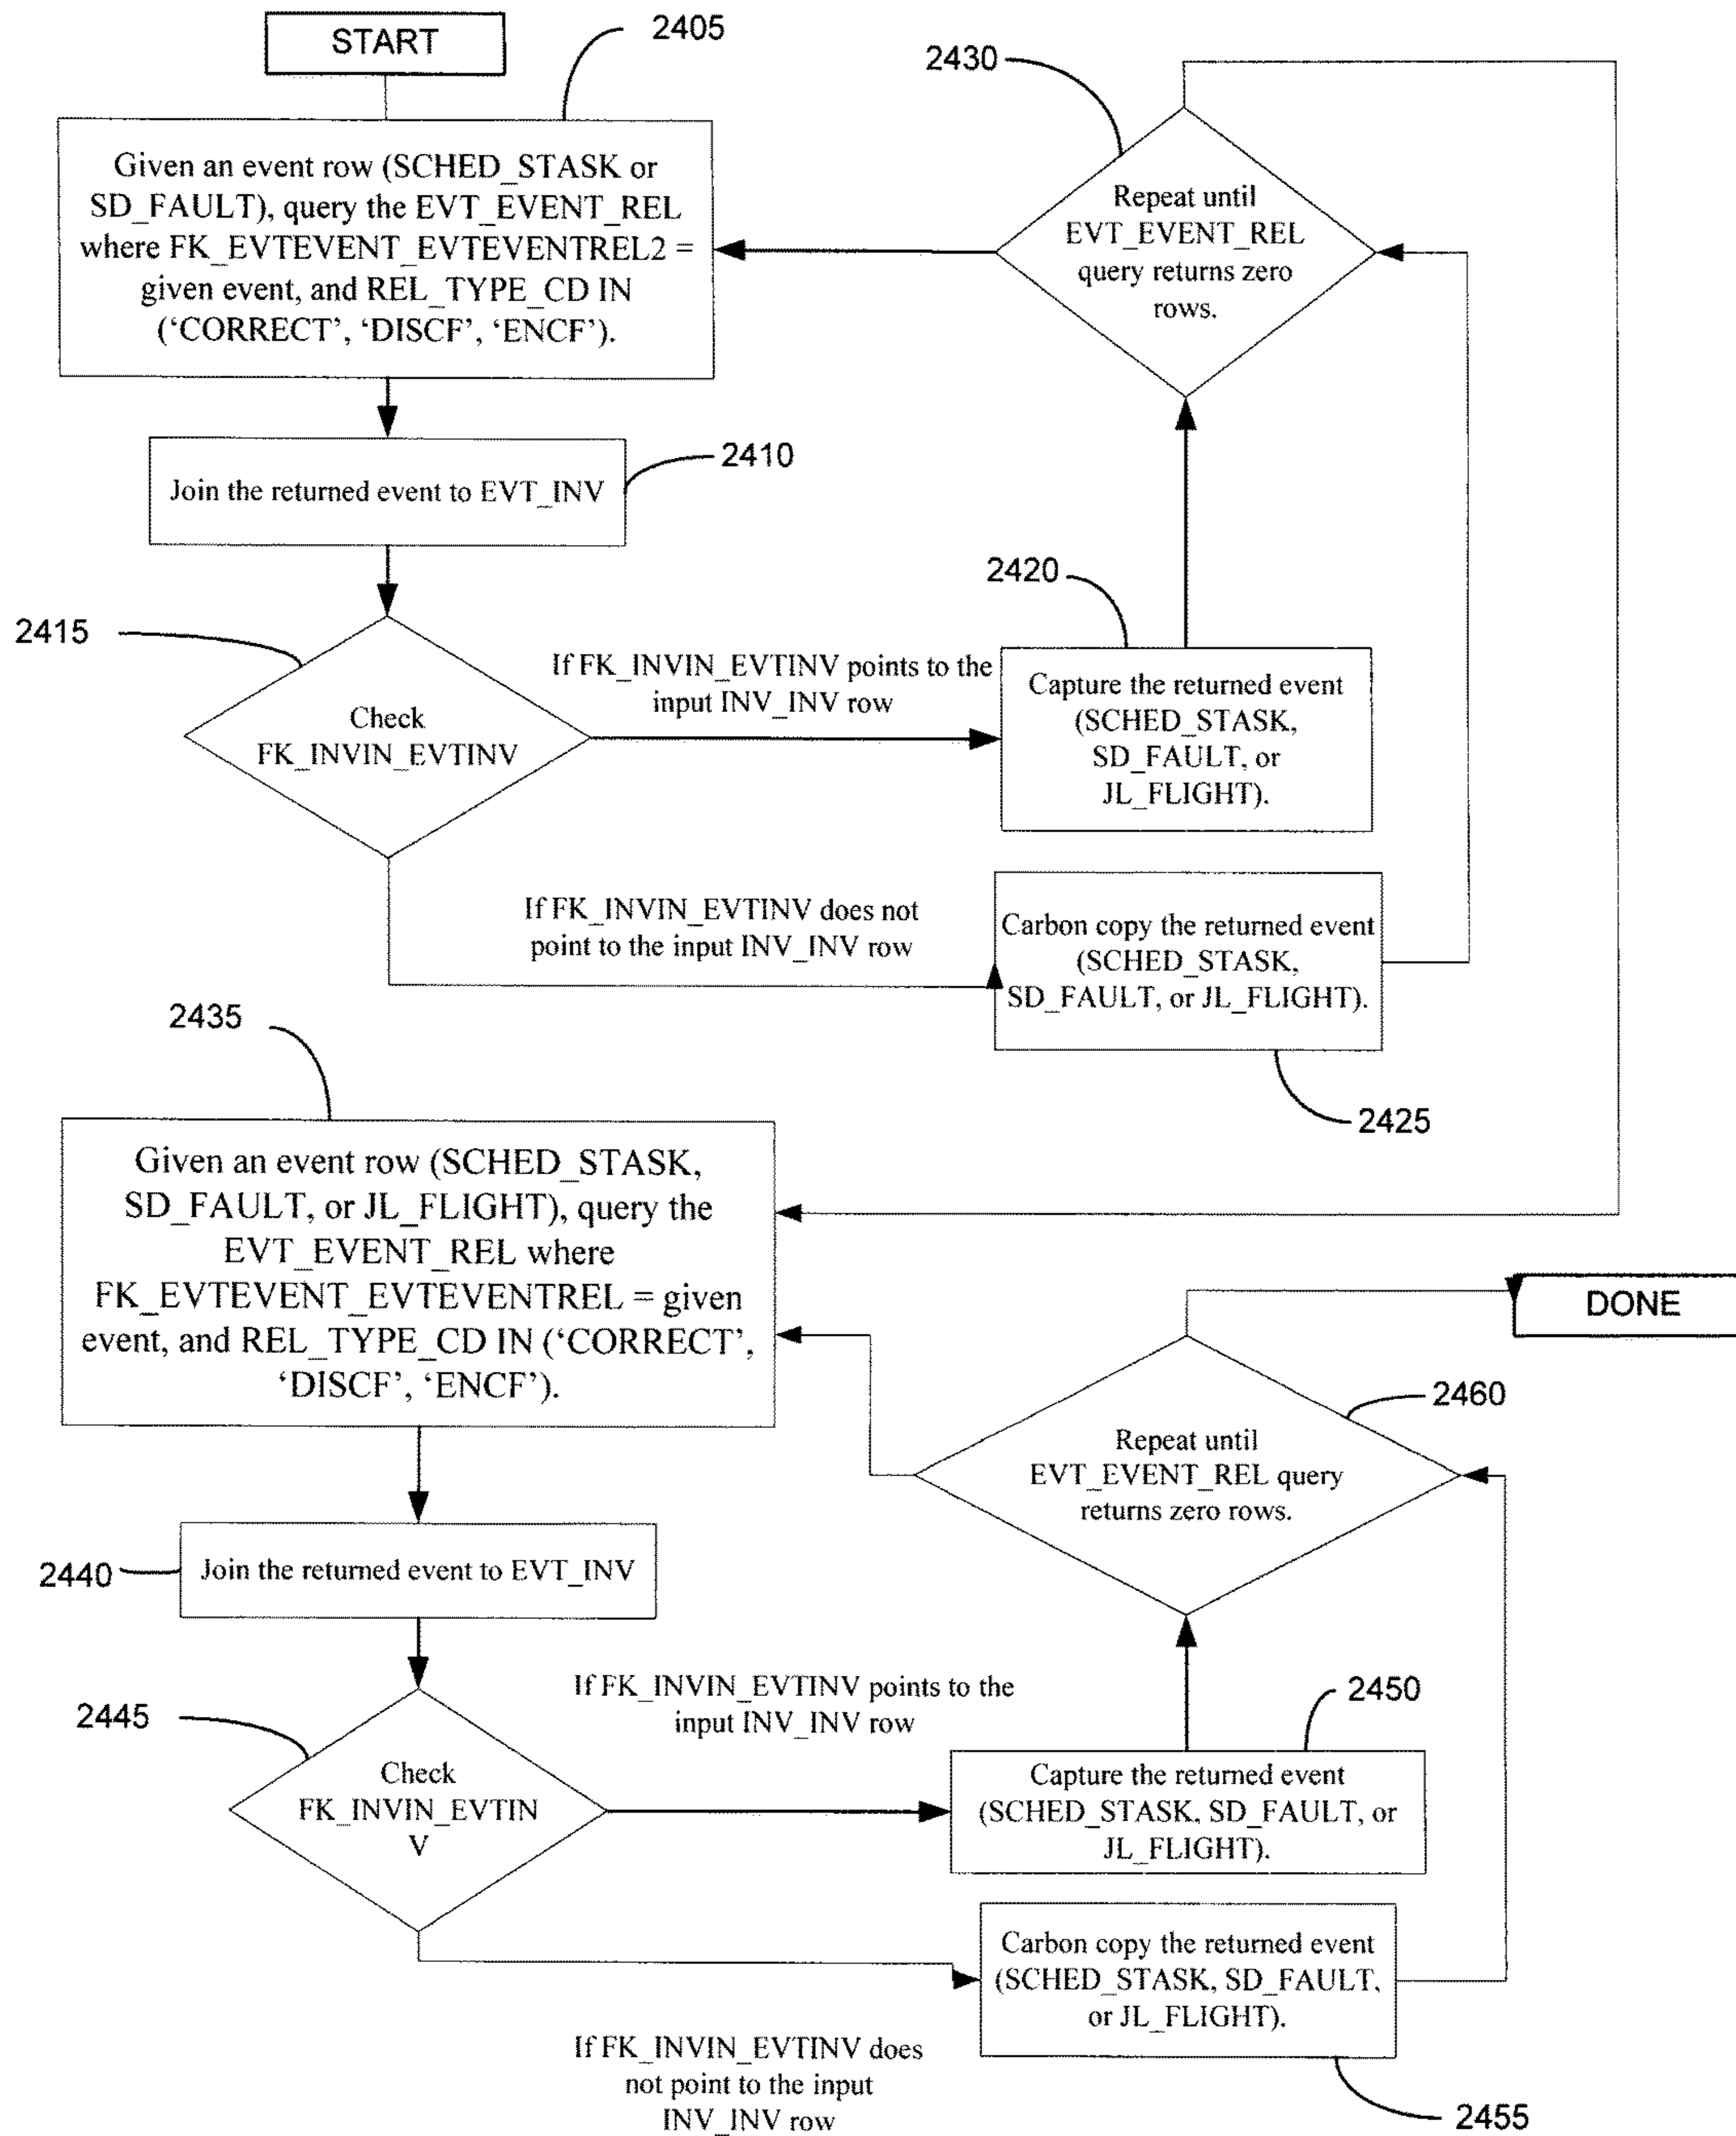 START
2405
Given an event row (SCHED_STASK or
SD_FAULT), query the EVT_EVENT_REL
where FK_EVTEVENT_EVTEVENTREL2 =
given event, and REL_TYPE_CD IN
(‘CORRECT’, ‘DISCF’, ‘ENCF’).
2430
Repeat until
EVT_EVENT_REL
query returns zero
rows.
2410
Join the returned event to EVT_INV
2415
Check
FK_INVIN_EVTINV
If FK_INVIN_EVTINV points to the
input INV_INV row
2420
Capture the returned event
(SCHED_STASK,
SD_FAULT, or
JL_FLIGHT).
If FK_INVIN_EVTINV does not
point to the input INV_INV row
Carbon copy the returned event
(SCHED_STASK,
SD_FAULT, or JL_FLIGHT).
2425
2435
Given an event row (SCHED_STASK,
SD_FAULT, or JL_FLIGHT), query the
EVT_EVENT_REL where
FK_EVTEVENT_EVTEVENTREL = given
event, and REL_TYPE_CD IN (‘CORRECT’,
‘DISCF’, ‘ENCF’).
DONE
2460
Repeat until
EVT_EVENT_REL query
returns zero rows.
2440
Join the returned event to EVT_INV
2445
Check
FK_INVIN_EVTIN
V
If FK_INVIN_EVTINV points to the
input INV_INV row
2450
Capture the returned event
(SCHED_STASK, SD_FAULT, or
JL_FLIGHT).
Carbon copy the returned event
(SCHED_STASK, SD_FAULT,
or JL_FLIGHT).
If FK_INVIN_EVTINV does
not point to the input
INV_INV row
2455